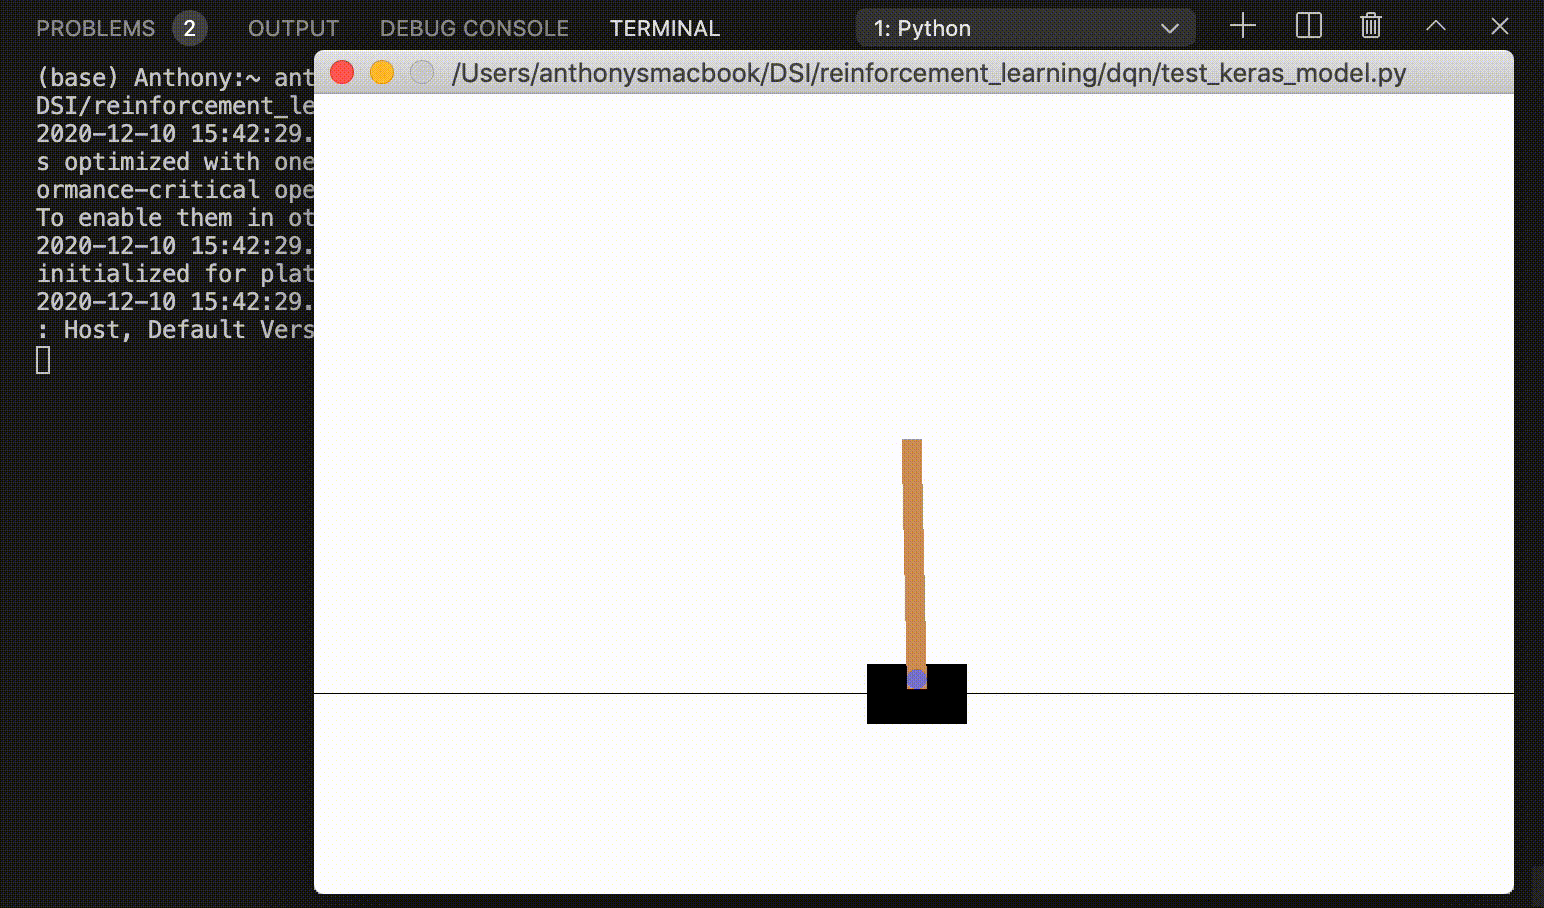 PROBLEMS 2 OUTPUT DEBUG CONSOLE TERMINAL 1: Python
/Users/anthonysmacbook/DSI/reinforcement_learning/dqn/test_keras_model.py
(base) Anthony:~ ant
DSI/reinforcement_le
2020-12-10 15:42:29.
s optimized with one
ormance-critical ope
To enable them in ot
2020-12-10 15:42:29.
initialized for plat
2020-12-10 15:42:29.
: Host, Default Vers